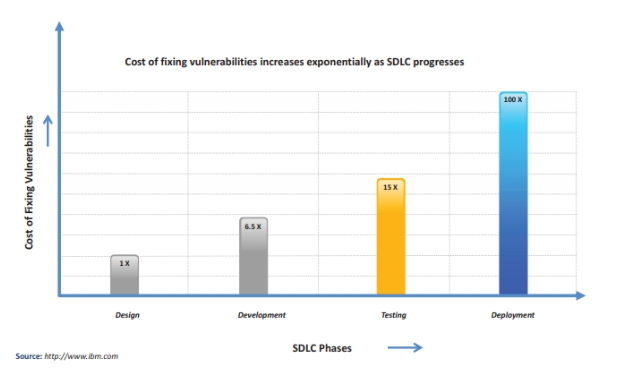 Cost of fixing vulnerabilities increases exponentially as SDLC progresses
Cost of Fixing Vulnerabilities
100 X
15 X
6.5 X
1 X
Design
Development
Testing
Deployment
SDLC Phases
Source: http://www.ibm.com